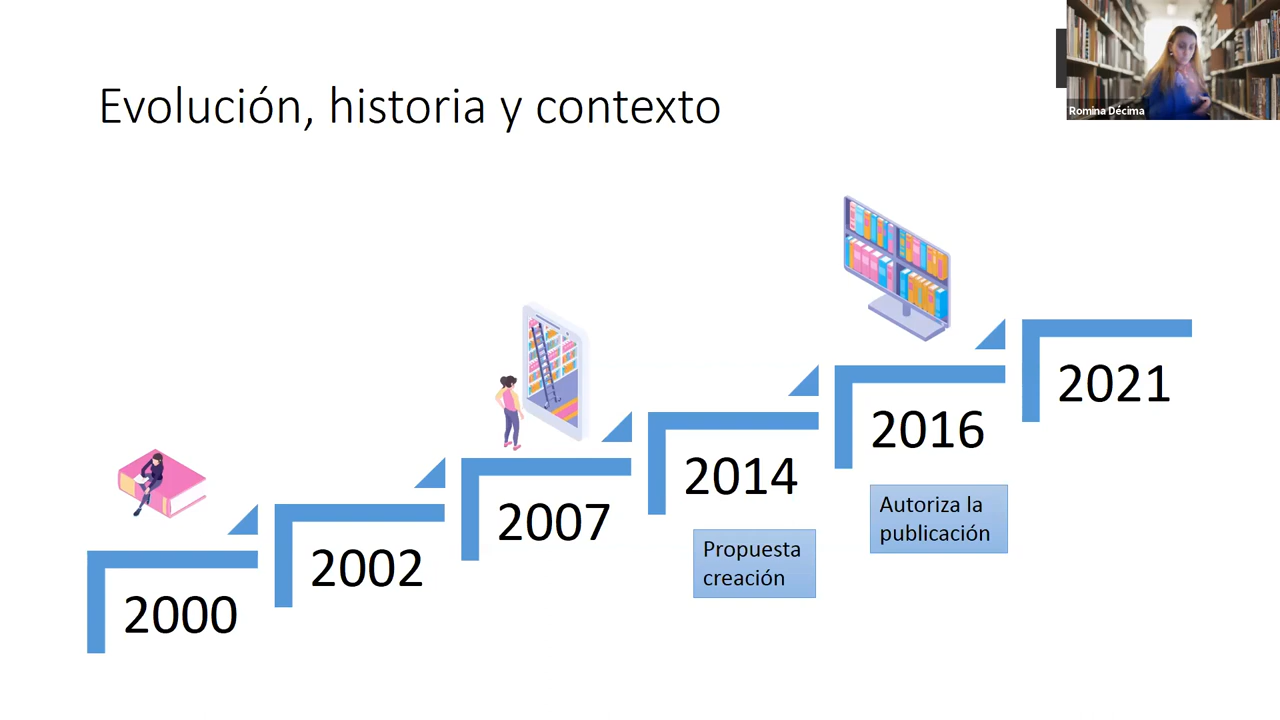 Evolución, historia y contexto
Romina Décima
2000
2002
2007
2014
Propuesta
creación
2016
Autoriza la
publicación
2021